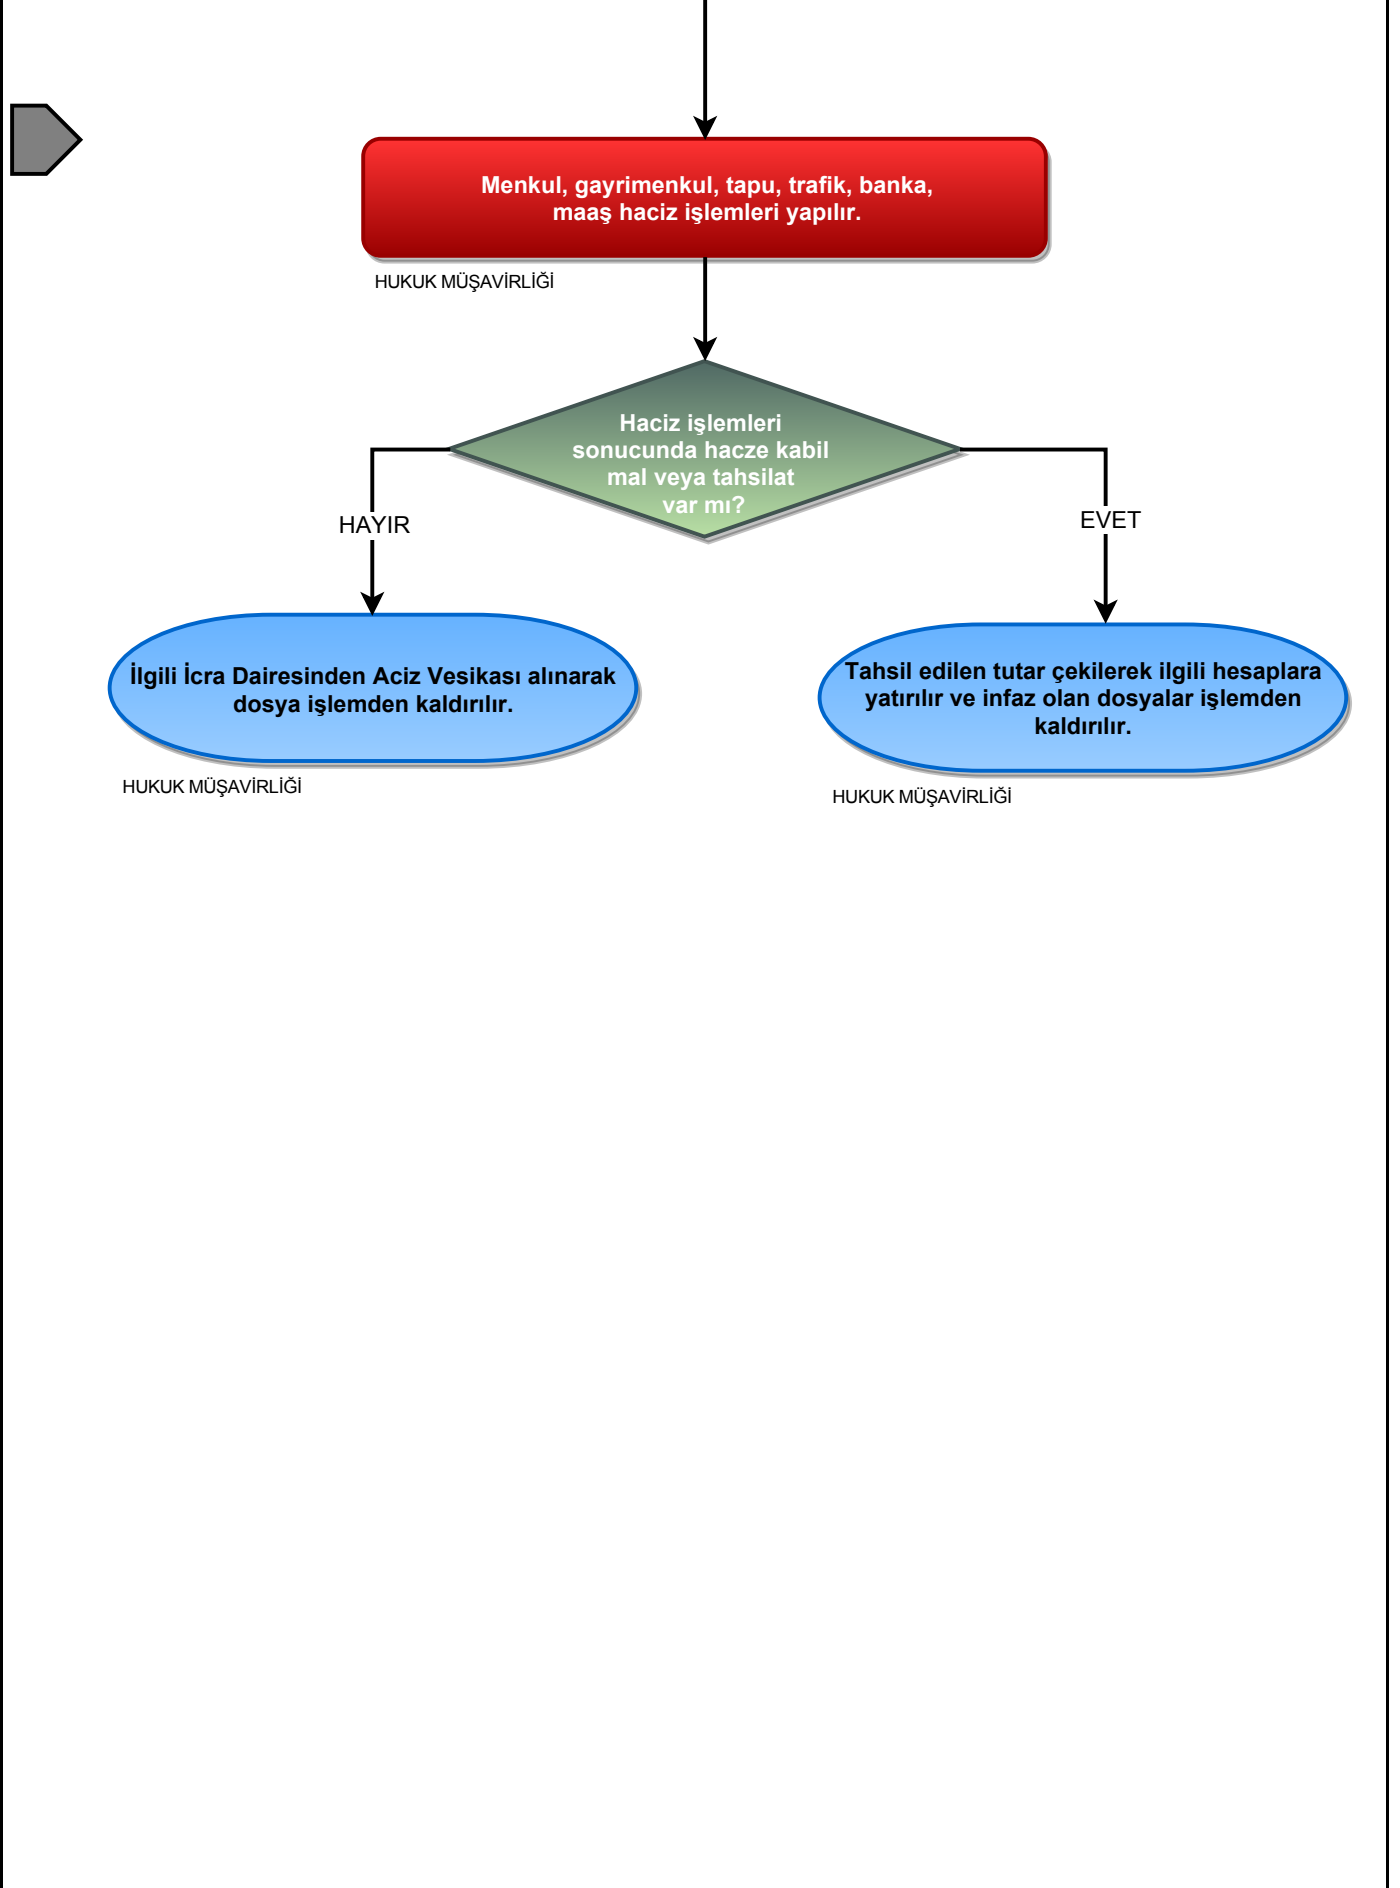 Menkul, gayrimenkul, tapu, trafik, banka,
maaş haciz işlemleri yapılır.
HUKUK MÜŞAVİRLİĞİ
Haciz işlemleri
sonucunda hacze kabil
mal veya tahsilat
var mı?
HAYIR
EVET
İlgili İcra Dairesinden Aciz Vesikası alınarak
dosya işlemden kaldırılır.
HUKUK MÜŞAVİRLİĞİ
Tahsil edilen tutar çekilerek ilgili hesaplara
yatırılır ve infaz olan dosyalar işlemden
kaldırılır.
HUKUK MÜŞAVİRLİĞİ